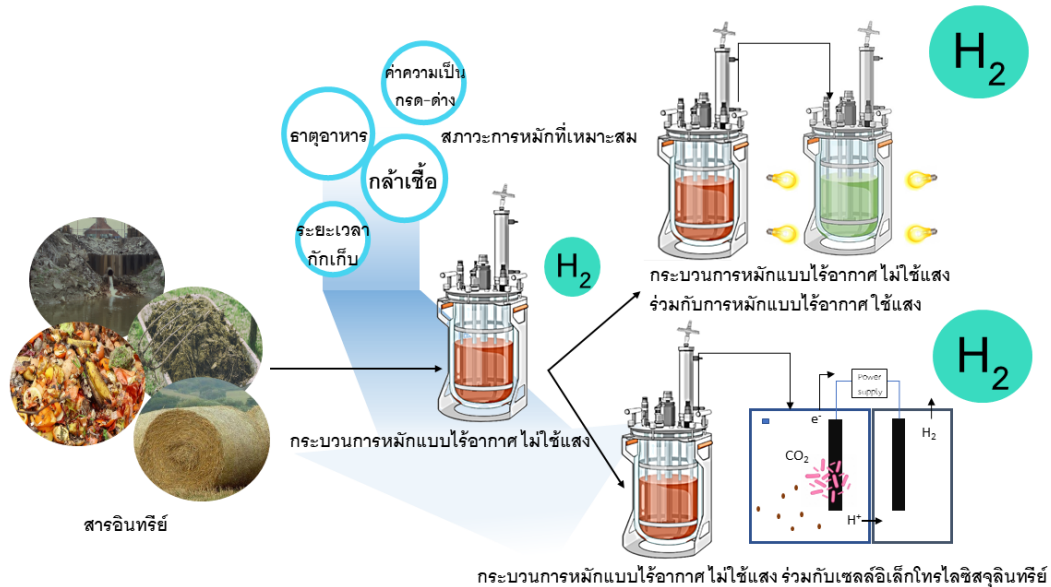 ค่าความเป็น
กรด-ด่าง
ธาตุอาหาร
สภาวะการหมักที่เหมาะสม
กล้าเชื้อ
ระยะเวลา
กักเก็บ
H2
H2
กระบวนการหมักแบบไร้อากาศ ไม่ใช้แสง
ร่วมกับการหมักแบบไร้อากาศ ใช้แสง
กระบวนการหมักแบบไร้อากาศ ไม่ใช้แสง
สารอินทรีย์
H2
Power
supply
e-
H2
CO2
H+
กระบวนการหมักแบบไร้อากาศ ไม่ใช้แสง ร่วมกับเซลล์อิเล็กโทรไลซิสจุลินทรีย์